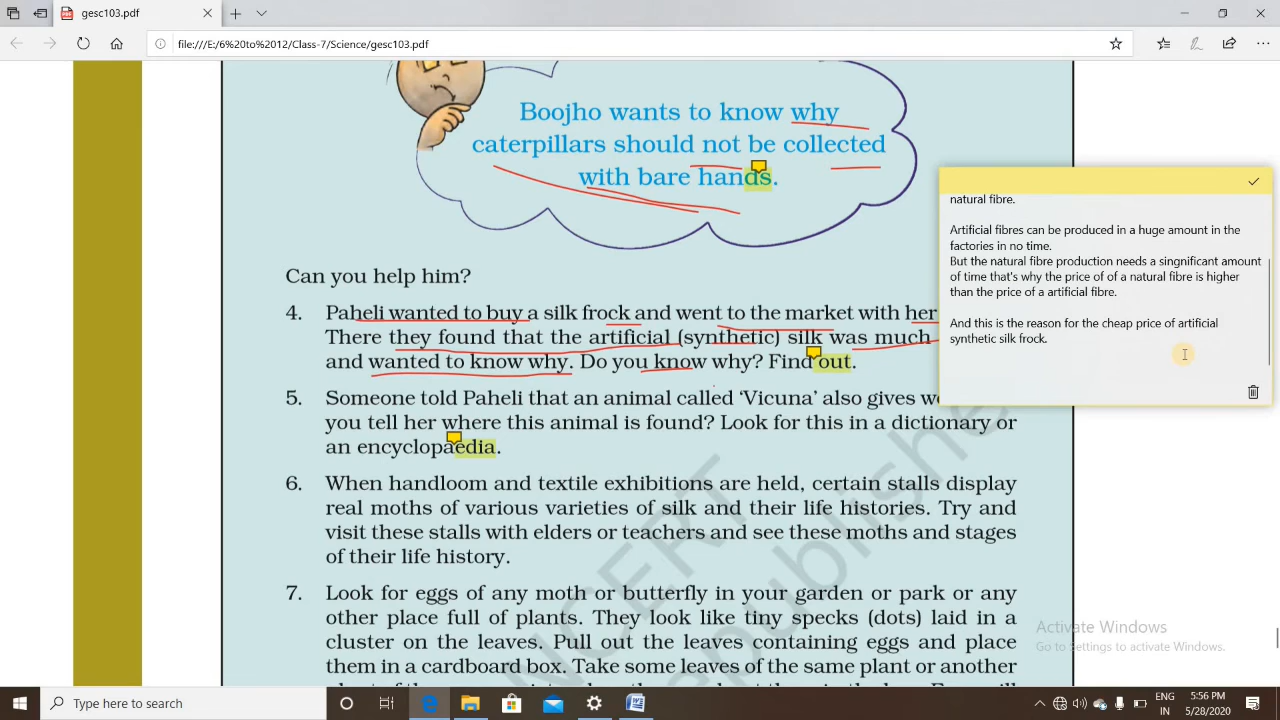 gesc103.pdf
file:///E:/6%20to%2012/Class-7/Science/gesc103.pdf
Boojho wants to know why
caterpillars should not be collected
with bare hands.
natural fibre.
Artificial fibres can be produced in a huge amount in the
factories in no time.
But the natural fibre production needs a singnificant amount
of time that's why the price of of a natural fibre is higher
than the price of a artificial fibre.
And this is the reason for the cheap price of artificial
synthetic silk frock.
Can you help him?
4. Paheli wanted to buy a silk frock and went to the market with her
There they found that the artificial (synthetic) silk was much
and wanted to know why. Do you know why? Find out.
5. Someone told Paheli that an animal called ‘Vicuna’ also gives
you tell her where this animal is found? Look for this in a dictionary or
an encyclopaedia.
6. When handloom and textile exhibitions are held, certain stalls display
real moths of various varieties of silk and their life histories. Try and
visit these stalls with elders or teachers and see these moths and stages
of their life history.
7. Look for eggs of any moth or butterfly in your garden or park or any
other place full of plants. They look like tiny specks (dots) laid in a
cluster on the leaves. Pull out the leaves containing eggs and place
them in a cardboard box. Take some leaves of the same plant or another
NCERT
republishe
Activate Windows
Go to Settings to activate Windows.
Type here to search
ENG
IN
5:56 PM
5/28/2020